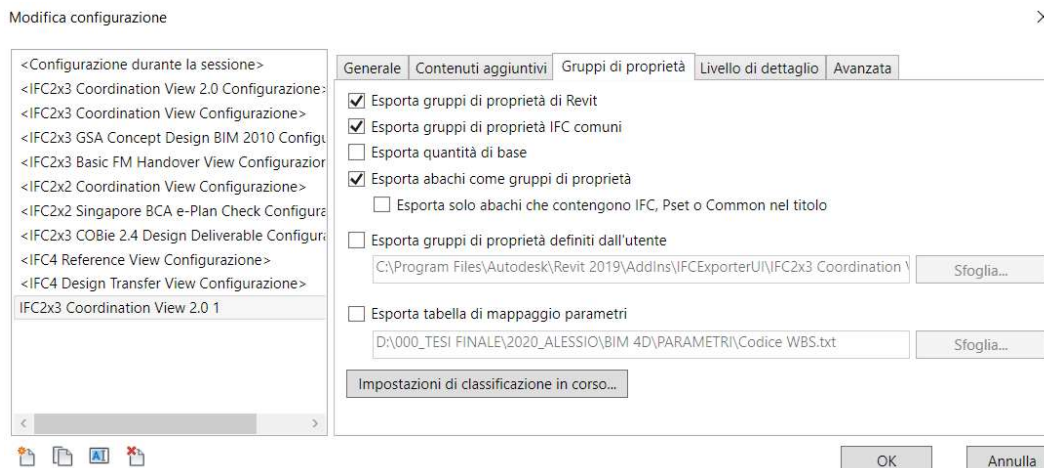 Modifica configurazione
<Configurazione durante la sessione>
<IFC2x3 Coordination View 2.0 Configurazione>
<IFC2x3 Coordination View Configurazione>
<IFC2x3 GSA Concept Design BIM 2010 Configu
<IFC2x3 Basic FM Handover View Configurazior
<IFC2x2 Coordination View Configurazione>
<IFC2x2 Singapore BCA e-Plan Check Configura
<IFC2x3 COBie 2.4 Design Deliverable Configura
<IFC4 Reference View Configurazione>
<IFC4 Design Transfer View Configurazione>
IFC2x3 Coordination View 2.0 1
Generale Contenuti aggiuntivi Gruppi di proprietà Livello di dettaglio Avanzata
Esporta gruppi di proprietà di Revit
Esporta gruppi di proprietà IFC comuni
Esporta quantità di base
Esporta abachi come gruppi di proprietà
Esporta solo abachi che contengono IFC, Pset o Common nel titolo
Esporta gruppi di proprietà definiti dall'utente
C:\Program Files\Autodesk\Revit 2019\AddIns\IFCExporterUI\IFC2x3 Coordination V Sfoglia...
Esporta tabella di mappaggio parametri
D:\000_TESI FINALE\2020_ALESSIO\BIM 4D\PARAMETRI\Codice WBS.txt Sfoglia...
Impostazioni di classificazione in corso...
OK Annulla